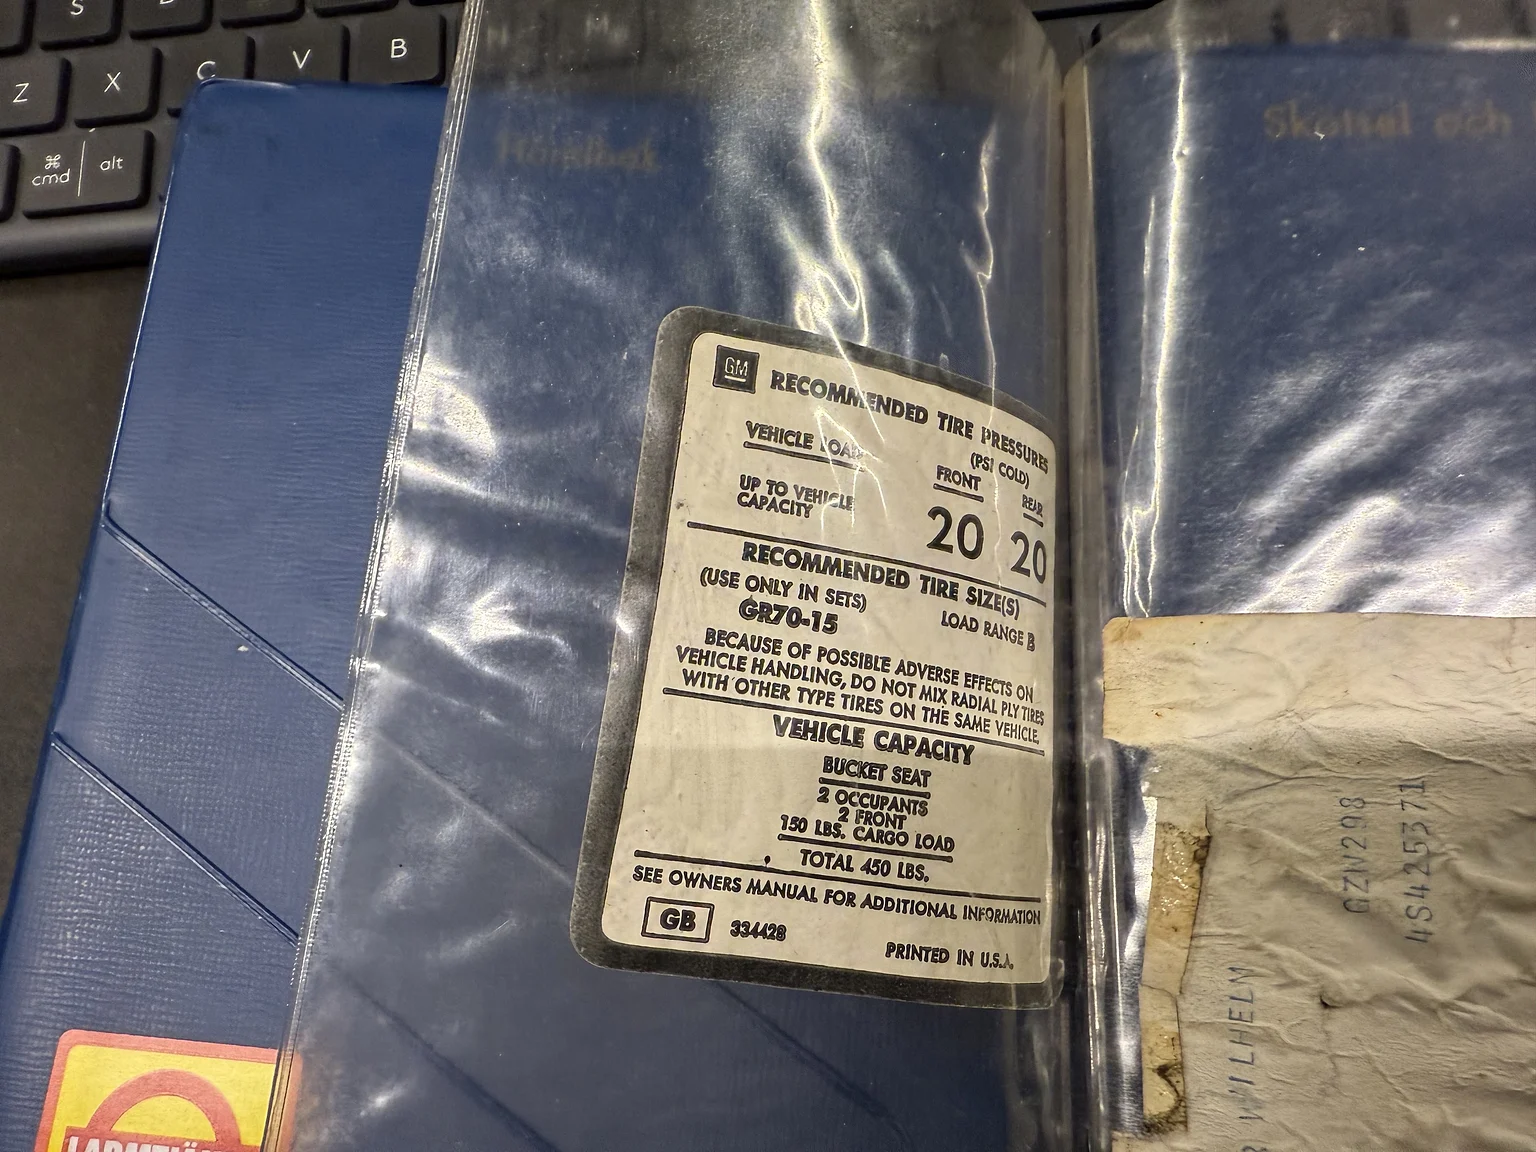 S
Z X C V B
⌘
cmd alt
Handbok
Skötsel och
GM
RECOMMENDED TIRE PRESSURES
(PSI COLD)
VEHICLE LOAD FRONT REAR
UP TO VEHICLE
CAPACITY 20 20
RECOMMENDED TIRE SIZE(S)
(USE ONLY IN SETS)
GR70-15 LOAD RANGE B
BECAUSE OF POSSIBLE ADVERSE EFFECTS ON
VEHICLE HANDLING, DO NOT MIX RADIAL PLY TIRES
WITH OTHER TYPE TIRES ON THE SAME VEHICLE.
VEHICLE CAPACITY
BUCKET SEAT
2 OCCUPANTS
2 FRONT
150 LBS. CARGO LOAD
TOTAL 450 LBS.
SEE OWNERS MANUAL FOR ADDITIONAL INFORMATION
GB 334428 PRINTED IN U.S.A.
GZN298
4S425371
WILHELM